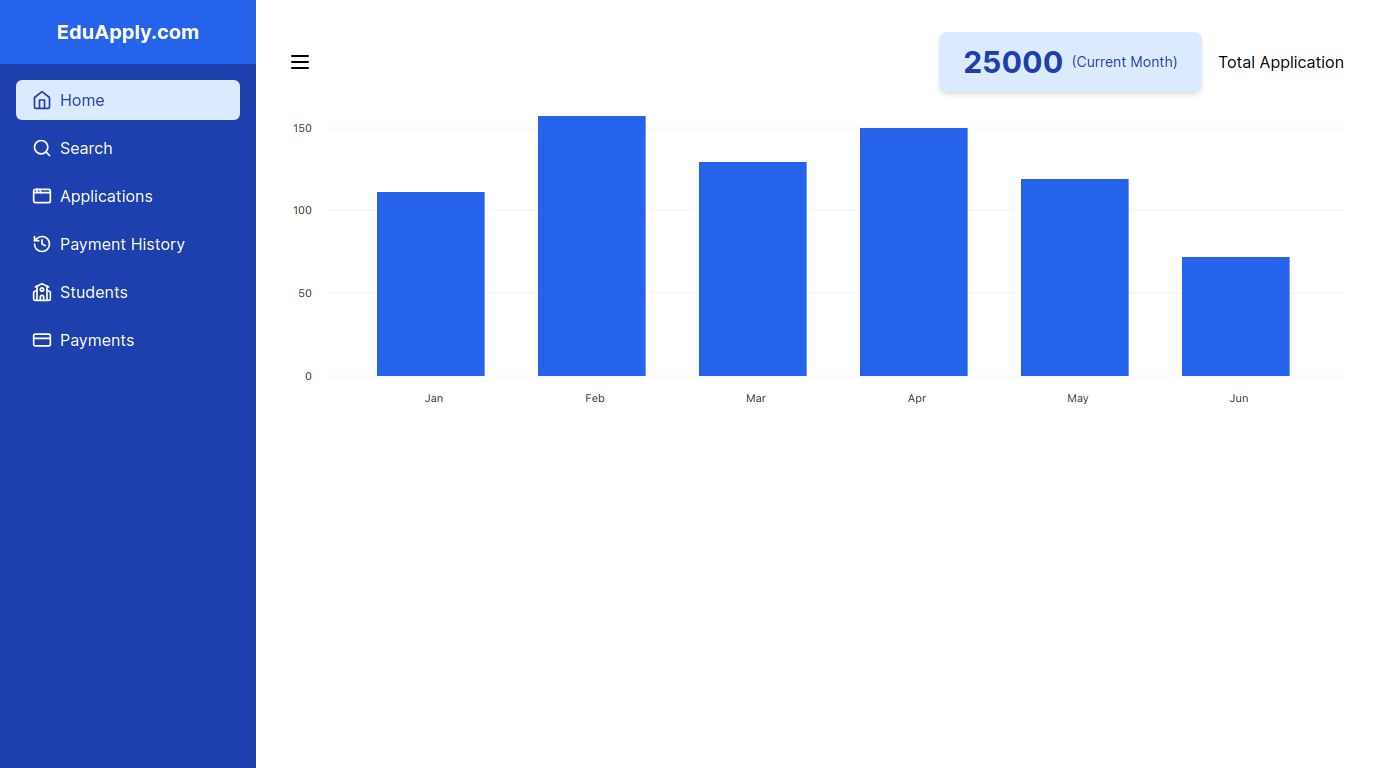 EduApply.com
Home
Search
Applications
Payment History
Students
Payments
25000 (Current Month) Total Application
150
100
50
0
Jan Feb Mar Apr May Jun